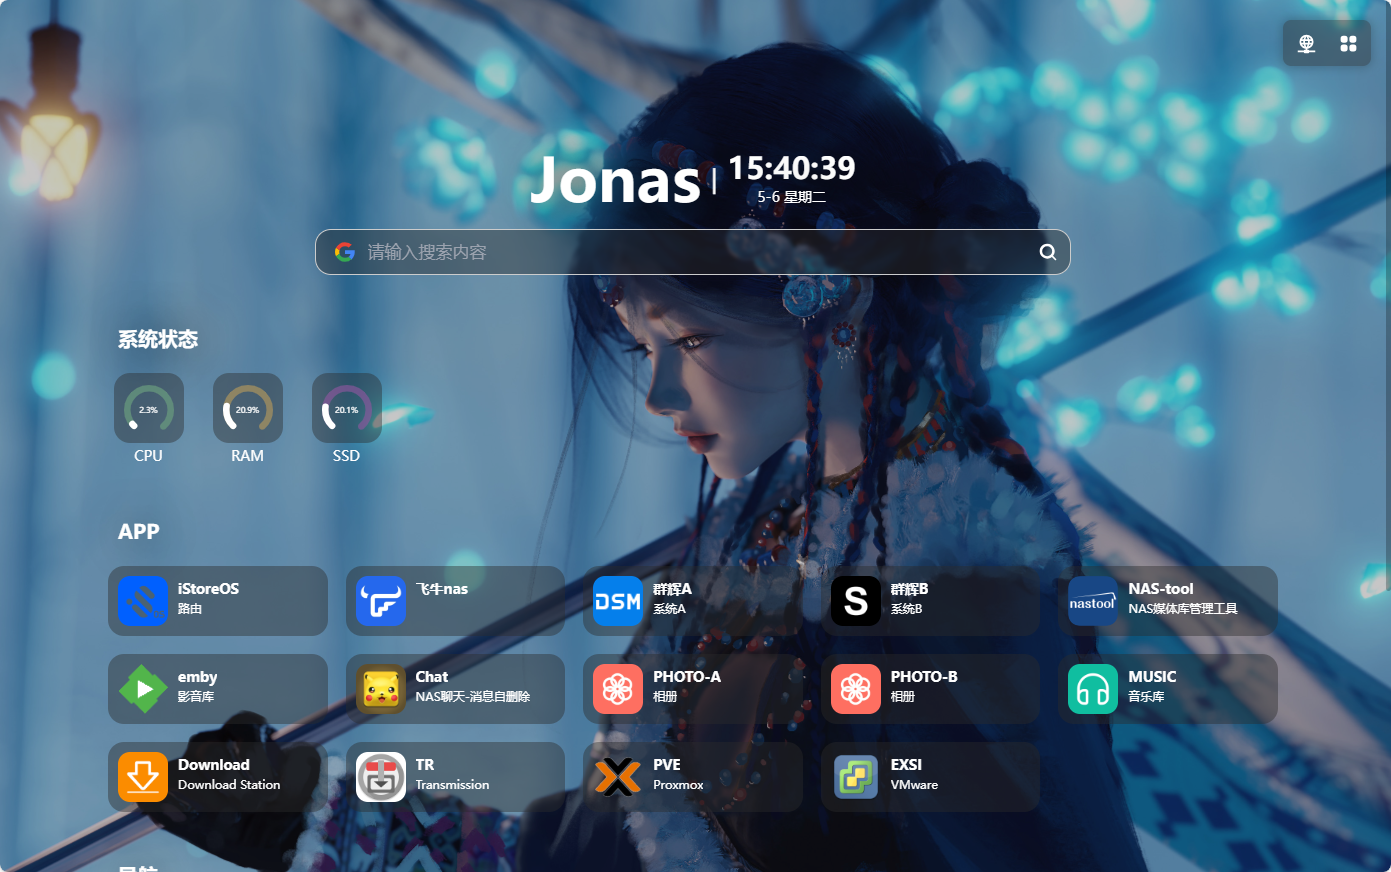 Jonas
15:40:39
5-6 星期二
请输入搜索内容
系统状态
2.3%
20.9%
20.1%
CPU
RAM
SSD
APP
iStoreOS
路由
飞牛nas
DSM
群辉A
系统A
S
群辉B
系统B
nastool
NAS-tool
NAS媒体库管理工具
emby
影音库
Chat
NAS聊天-消息自删除
PHOTO-A
相册
PHOTO-B
相册
MUSIC
音乐库
Download
Download Station
TR
Transmission
PVE
Proxmox
EXSI
VMware